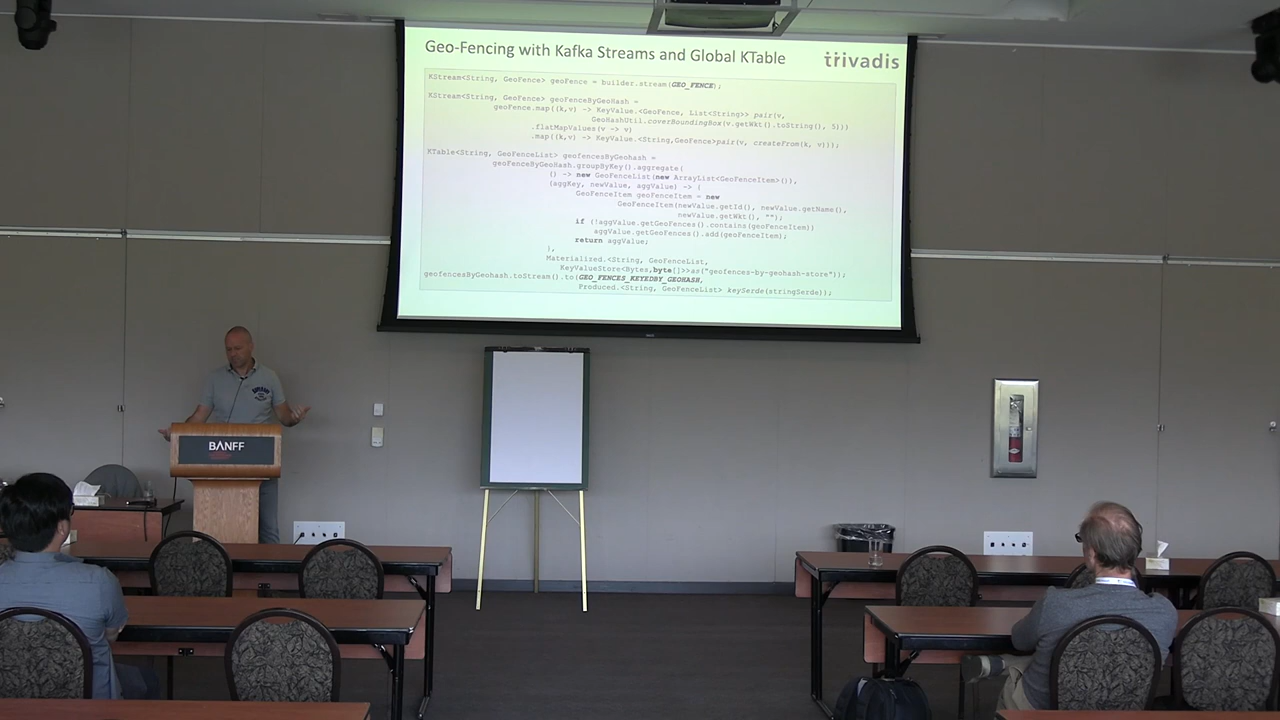 Geo-Fencing with Kafka Streams and Global KTable
trivadis
KStream<String, GeoFence> geoFence = builder.stream(GEO_FENCE);
KStream<String, GeoFence> geoFenceByGeoHash =
geoFence.map((k,v) -> KeyValue.<GeoFence, List<String>> pair(v,
GeoHashUtil.coverBoundingBox(v.getWkt().toString(), 5)))
.flatMapValues(v -> v)
.map((k,v) -> KeyValue.<String,GeoFence>pair(v, createFrom(k, v)));
KTable<String, GeoFenceList> geofencesByGeohash =
geoFenceByGeoHash.groupByKey().aggregate(
() -> new GeoFenceList(new ArrayList<GeoFenceItem>()),
(aggKey, newValue, aggValue) -> {
GeoFenceItem geoFenceItem = new
GeoFenceItem(newValue.getId(), newValue.getName(),
newValue.getWkt(), "");
if (!aggValue.getGeoFences().contains(geoFenceItem))
aggValue.getGeoFences().add(geoFenceItem);
return aggValue;
},
Materialized.<String, GeoFenceList,
KeyValueStore<Bytes,byte[]>>as("geofences-by-geohash-store"));
geofencesByGeohash.toStream().to(GEO_FENCES_KEYEDBY_GEOHASH,
Produced.<String, GeoFenceList> keySerde(stringSerde));
BANFF